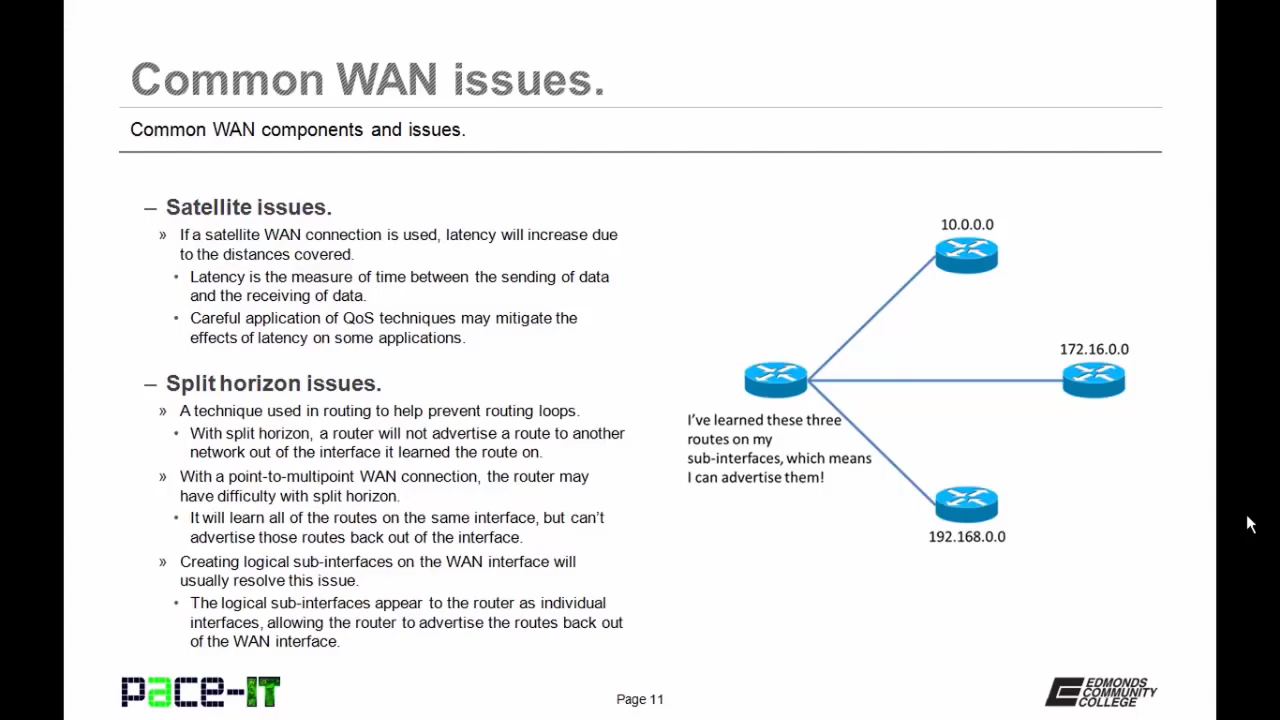 Common WAN issues.
Common WAN components and issues.
– Satellite issues.
» If a satellite WAN connection is used, latency will increase due
to the distances covered.
• Latency is the measure of time between the sending of data
and the receiving of data.
• Careful application of QoS techniques may mitigate the
effects of latency on some applications.
– Split horizon issues.
» A technique used in routing to help prevent routing loops.
• With split horizon, a router will not advertise a route to another
network out of the interface it learned the route on.
» With a point-to-multipoint WAN connection, the router may
have difficulty with split horizon.
• It will learn all of the routes on the same interface, but can't
advertise those routes back out of the interface.
» Creating logical sub-interfaces on the WAN interface will
usually resolve this issue.
• The logical sub-interfaces appear to the router as individual
interfaces, allowing the router to advertise the routes back out
of the WAN interface.
10.0.0.0
172.16.0.0
I've learned these three
routes on my
sub-interfaces, which means
I can advertise them!
192.168.0.0
pace-IT
Page 11
EDMONDS
COMMUNITY
COLLEGE